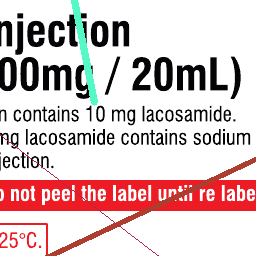 njection
00mg / 20mL)
n contains 10 mg lacosamide.
mg lacosamide contains sodium
jection.
o not peel the label until re labe
25°C.